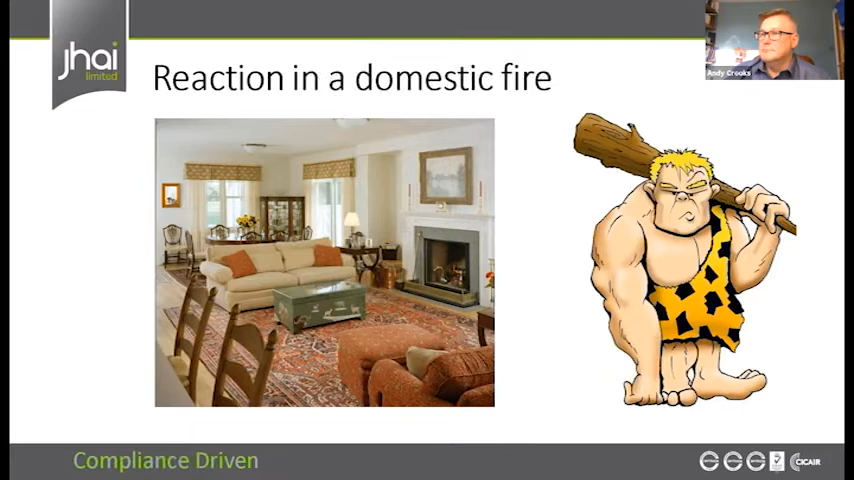 jhai
limited
Reaction in a domestic fire
Andy Crooks
Compliance Driven
CICAIR